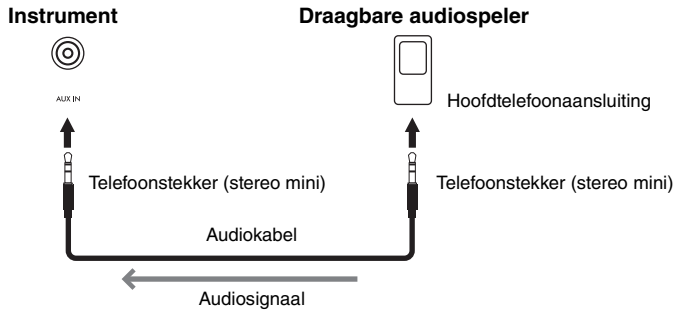 Instrument
Draagbare audiospeler
AUX IN
Hoofdtelefoonaansluiting
Telefoonstekker (stereo mini)
Telefoonstekker (stereo mini)
Audiokabel
Audiosignaal